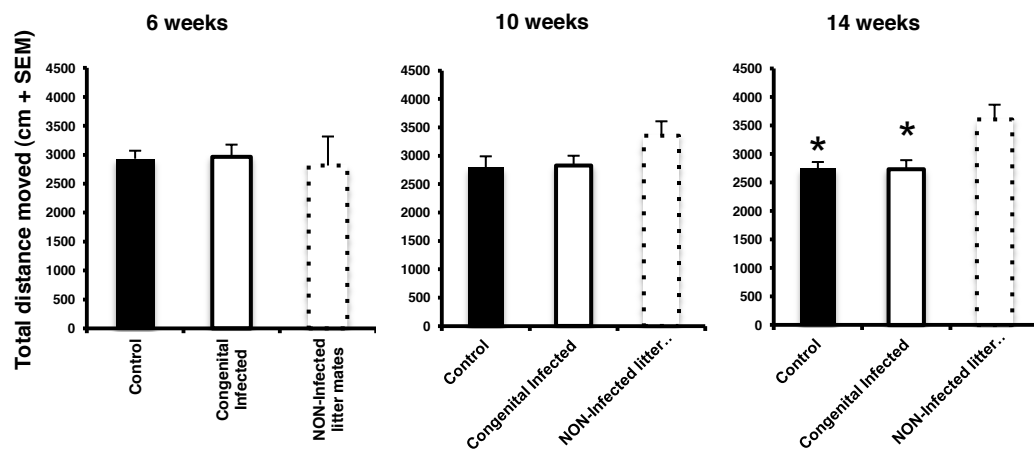 6 weeks
10 weeks
14 weeks
Total distance moved (cm + SEM)
4500
4000
3500
3000
2500
2000
1500
1000
500
0
Control
Congenital
Infected
NON-Infected
litter mates
4500
4000
3500
3000
2500
2000
1500
1000
500
0
Control
Congenital Infected
NON-Infected litter..
4500
4000
3500
3000
2500
2000
1500
1000
500
0
*
*
Control
Congenital Infected
NON-Infected litter..